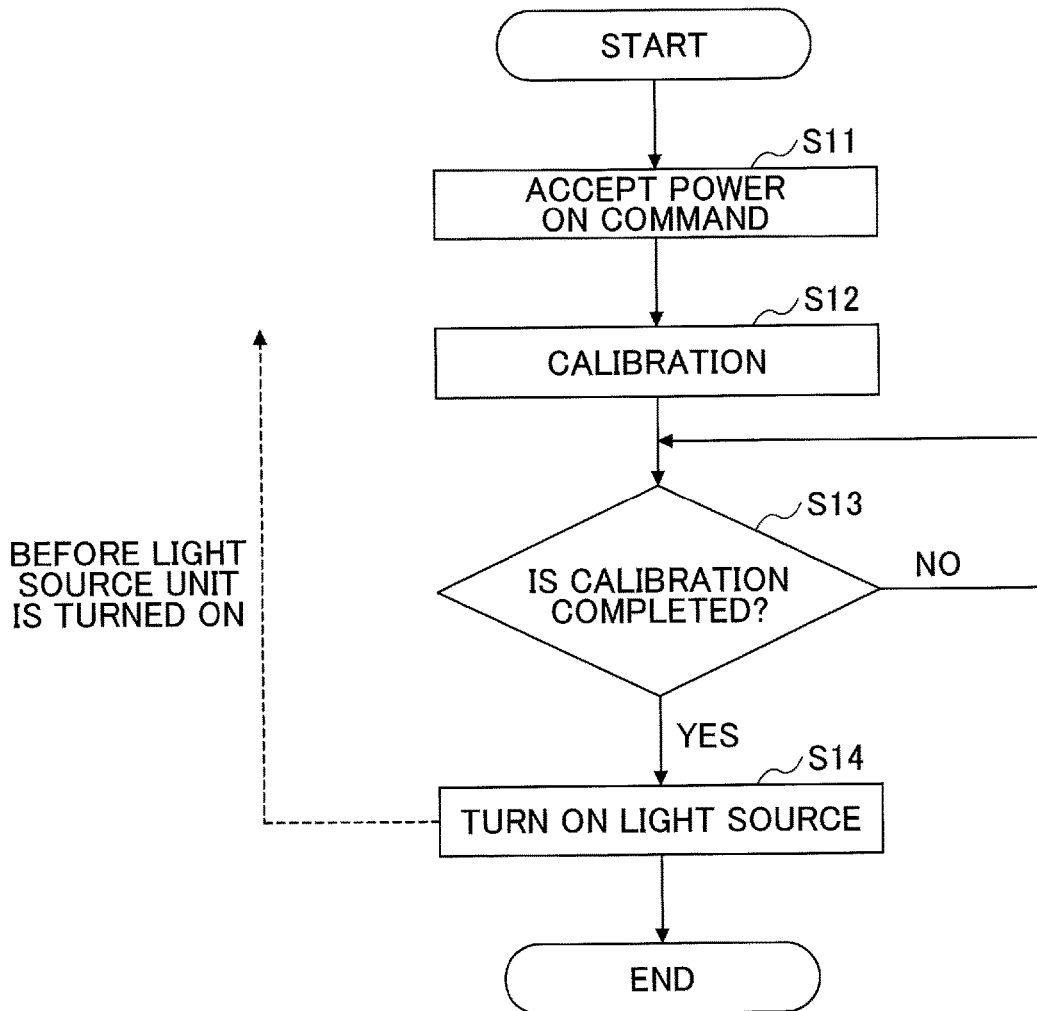 START
S11
ACCEPT POWER
ON COMMAND
S12
CALIBRATION
S13
IS CALIBRATION
COMPLETED?
NO
BEFORE LIGHT
SOURCE UNIT
IS TURNED ON
YES
S14
TURN ON LIGHT SOURCE
END